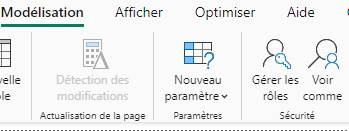 Modélisation Afficher Optimiser Aide
velle Détection des Nouveau Gérer les Voir
ble modifications paramètre rôles comme
Actualisation de la page Paramètres Sécurité